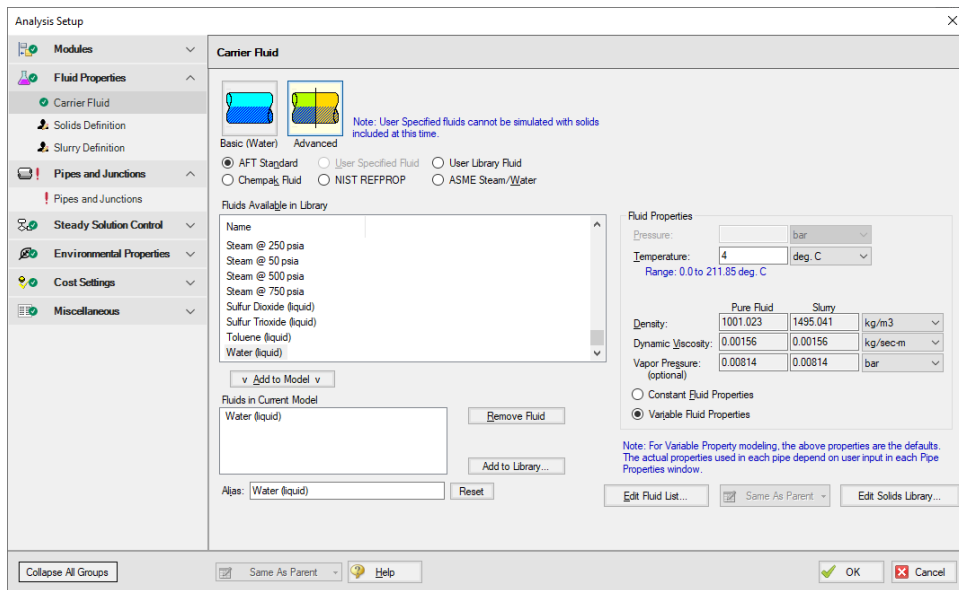 Analysis Setup
Modules
Fluid Properties
Carrier Fluid
Solids Definition
Slurry Definition
Pipes and Junctions
Pipes and Junctions
Steady Solution Control
Environmental Properties
Cost Settings
Miscellaneous
Carrier Fluid
Basic (Water)
Advanced
Note: User Specified fluids cannot be simulated with solids
included at this time.
AFT Standard
User Specified Fluid
User Library Fluid
Chempak Fluid
NIST REFPROP
ASME Steam/Water
Fluids Available in Library
Name
Steam @ 250 psia
Steam @ 50 psia
Steam @ 500 psia
Steam @ 750 psia
Sulfur Dioxide (liquid)
Sulfur Trioxide (liquid)
Toluene (liquid)
Water (liquid)
v Add to Model v
Fluids in Current Model
Water (liquid)
Remove Fluid
Add to Library...
Alias: Water (liquid)
Reset
Fluid Properties
Pressure: bar
Temperature: 4 deg. C
Range: 0.0 to 211.85 deg. C
Pure Fluid Slurry
Density: 1001.023 1495.041 kg/m3
Dynamic Viscosity: 0.00156 0.00156 kg/sec-m
Vapor Pressure: 0.00814 0.00814 bar
(optional)
Constant Fluid Properties
Variable Fluid Properties
Note: For Variable Property modeling, the above properties are the defaults.
The actual properties used in each pipe depend on user input in each Pipe
Properties window.
Edit Fluid List...
Same As Parent
Edit Solids Library...
Collapse All Groups
Same As Parent
Help
OK
Cancel